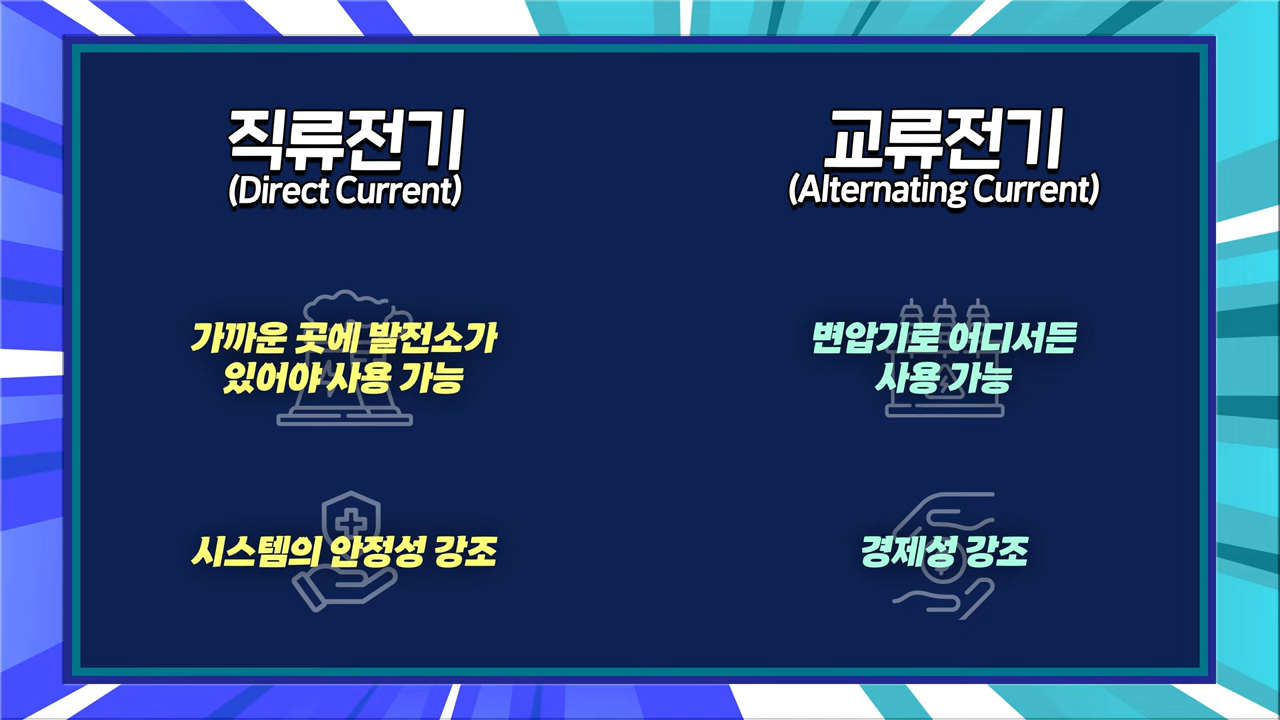 직류전기
(Direct Current)
가까운 곳에 발전소가
있어야 사용 가능
시스템의 안정성 강조
교류전기
(Alternating Current)
변압기로 어디서든
사용 가능
경제성 강조